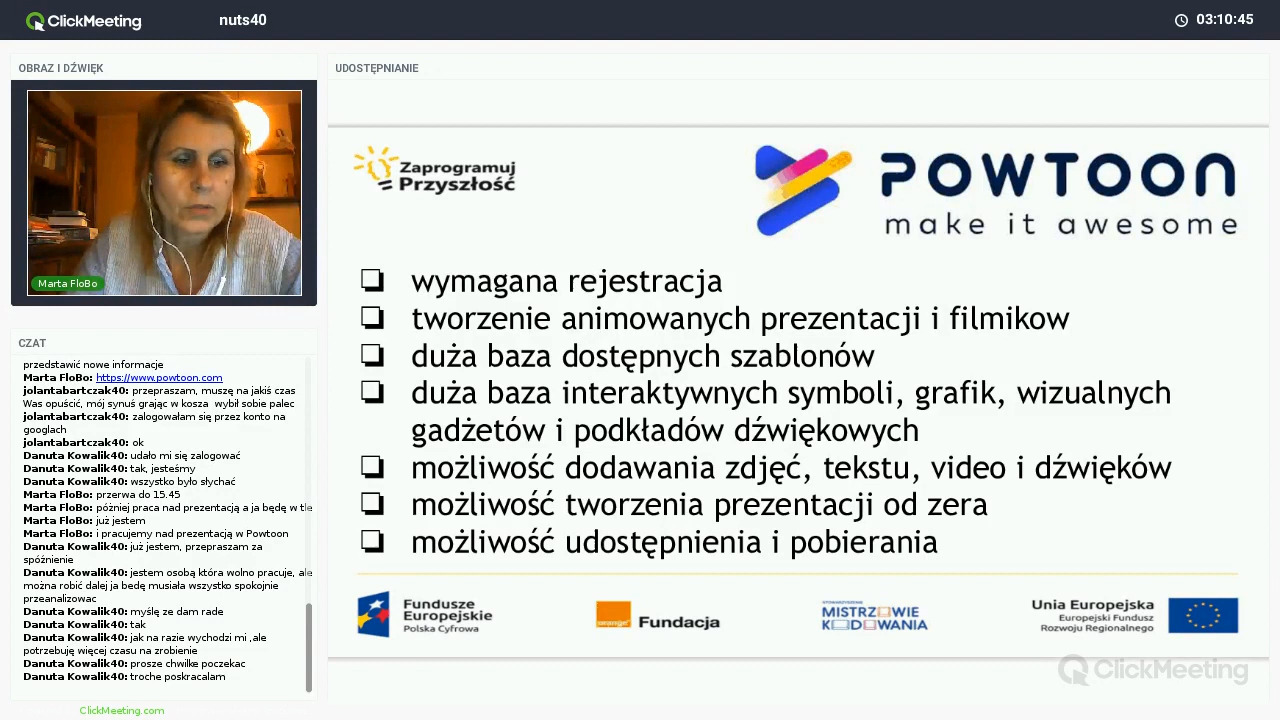 ClickMeeting
nuts40
03:10:45
OBRAZ I DŹWIĘK
Marta FloBo
CZAT
przedstawić nowe informacje
Marta FloBo: https://www.powtoon.com
jolantabartczak40: przepraszam, muszę na jakiś czas
Was opuścić, mój synuś grając w kosza wybił sobie palec
jolantabartczak40: zalogowałam się przez konto na
googlach
jolantabartczak40: ok
Danuta Kowalik40: udało mi się zalogować
Danuta Kowalik40: tak, jesteśmy
Danuta Kowalik40: wszystko było słychać
Marta FloBo: przerwa do 15.45
Marta FloBo: później praca nad prezentacją a ja będę w tle
Marta FloBo: już jestem
Marta FloBo: i pracujemy nad prezentacją w Powtoon
Danuta Kowalik40: już jestem, przepraszam za
spóźnienie
Danuta Kowalik40: jestem osobą która wolno pracuje, ale
można robić dalej ja bedę musiała wszystko spokojnie
przeanalizowac
Danuta Kowalik40: myślę ze dam rade
Danuta Kowalik40: tak
Danuta Kowalik40: jak na razie wychodzi mi ,ale
potrzebuję więcej czasu na zrobienie
Danuta Kowalik40: prosze chwilke poczekac
Danuta Kowalik40: troche poskracalam
ClickMeeting.com
UDOSTĘPNIANIE
Zaprogramuj
Przyszłość
POWTOON
make it awesome
wymagana rejestracja
tworzenie animowanych prezentacji i filmikow
duża baza dostępnych szablonów
duża baza interaktywnych symboli, grafik, wizualnych
gadżetów i podkładów dźwiękowych
możliwość dodawania zdjęć, tekstu, video i dźwięków
możliwość tworzenia prezentacji od zera
możliwość udostępnienia i pobierania
Fundusze
Europejskie
Polska Cyfrowa
orange
Fundacja
STOWARZYSZENIE
MISTRZOWIE
KODOWANIA
Unia Europejska
Europejski Fundusz
Rozwoju Regionalnego
ClickMeeting